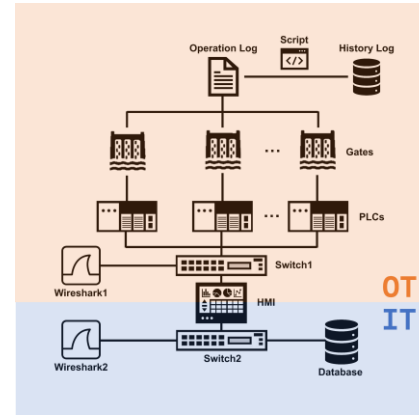 Script
Operation Log
History Log
</>
...
Gates
...
PLCs
Switch1
Wireshark1
OT
HMI
IT
Switch2
Wireshark2
Database